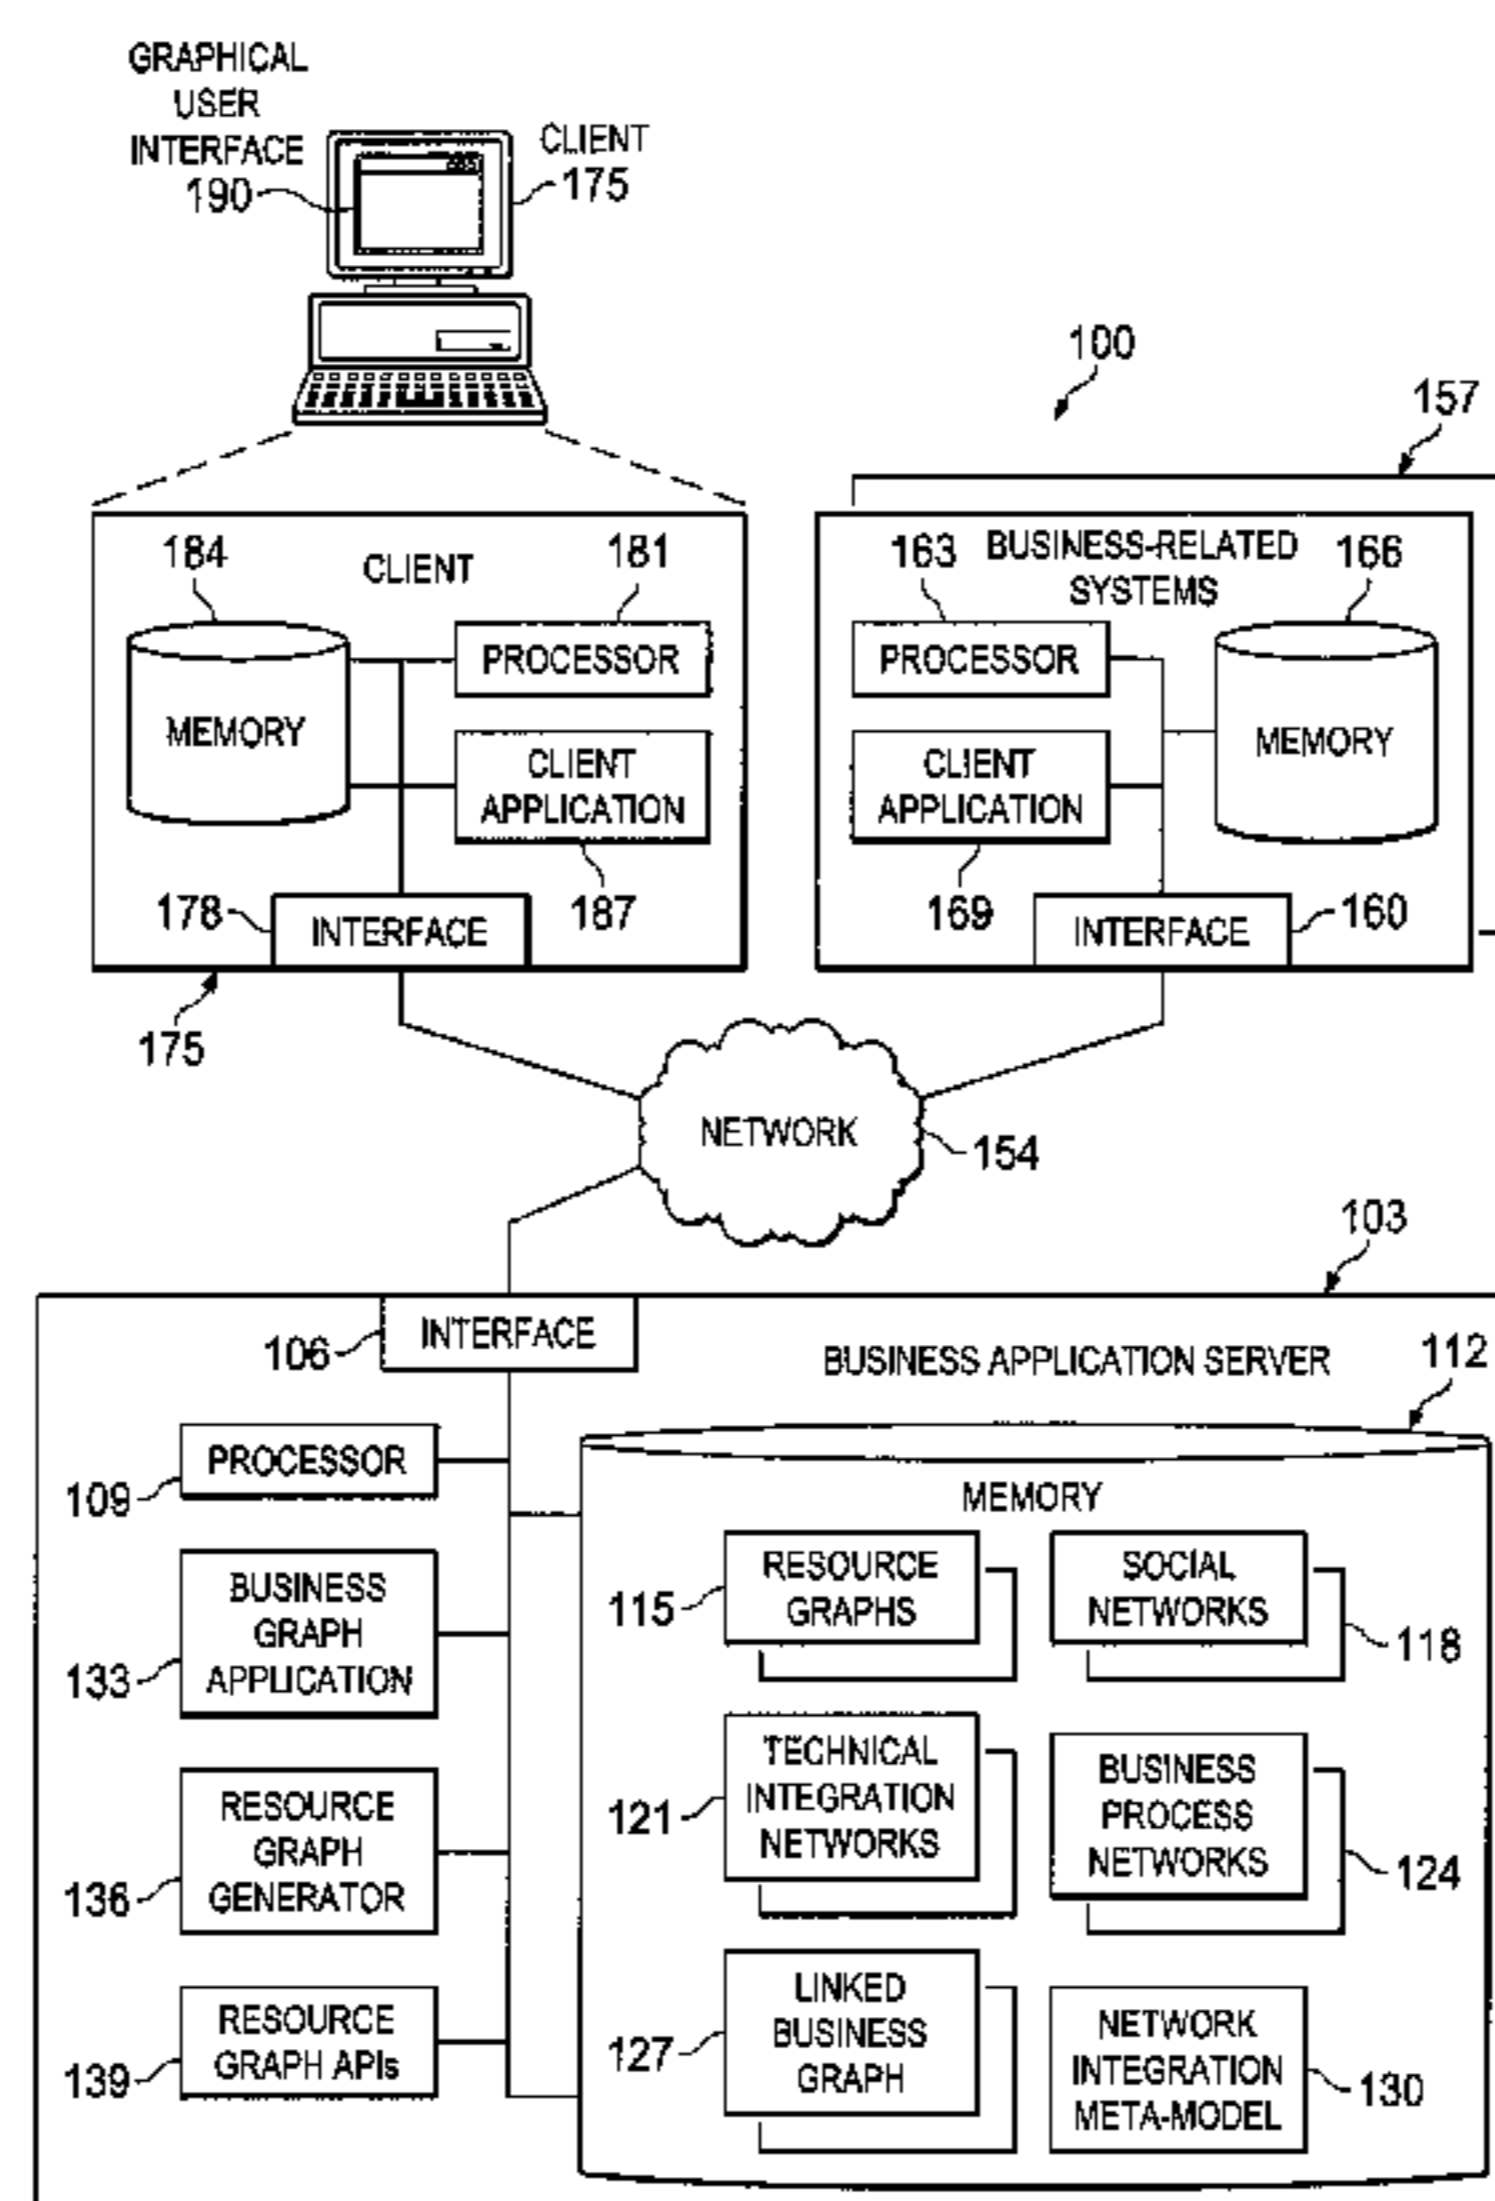 GRAPHICAL
USER
INTERFACE
190
CLIENT
175
100
157
184
CLIENT
181
MEMORY
PROCESSOR
CLIENT
APPLICATION
178
INTERFACE
187
175
163
BUSINESS-RELATED
SYSTEMS
166
PROCESSOR
CLIENT
APPLICATION
MEMORY
169
INTERFACE
160
NETWORK
154
103
106
INTERFACE
BUSINESS APPLICATION SERVER
112
PROCESSOR
109
BUSINESS
GRAPH
APPLICATION
133
RESOURCE
GRAPH
GENERATOR
136
RESOURCE
GRAPH APIs
139
MEMORY
RESOURCE
GRAPHS
115
SOCIAL
NETWORKS
118
TECHNICAL
INTEGRATION
NETWORKS
121
BUSINESS
PROCESS
NETWORKS
124
LINKED
BUSINESS
GRAPH
127
NETWORK
INTEGRATION
META-MODEL
130